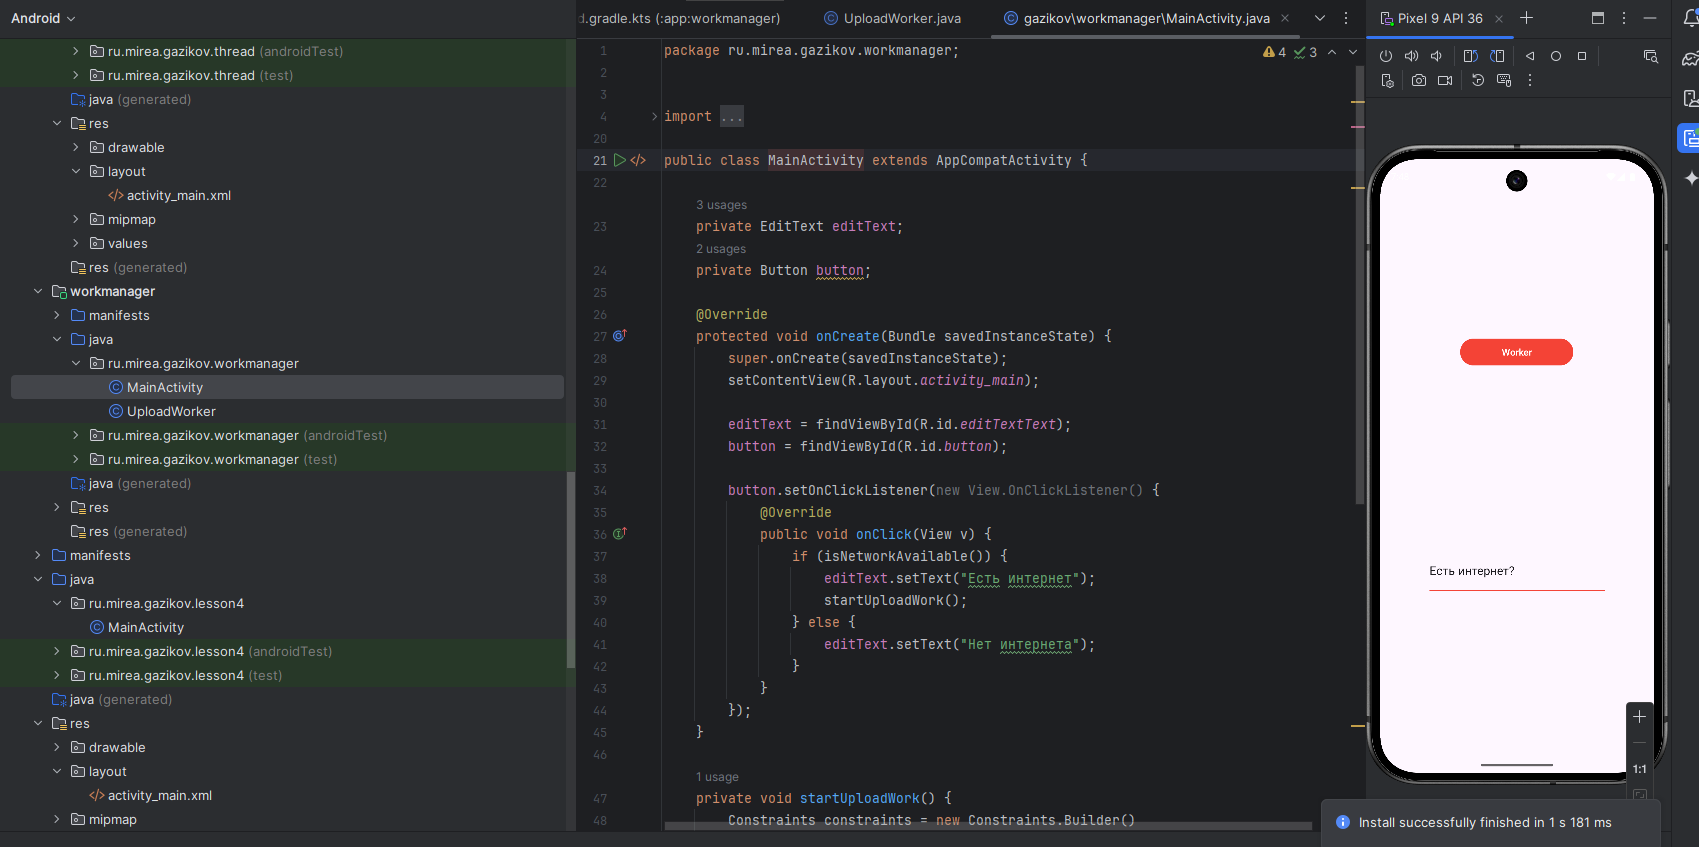 Android
ru.mirea.gazikov.thread (androidTest)
ru.mirea.gazikov.thread (test)
java (generated)
res
drawable
layout
activity_main.xml
mipmap
values
res (generated)
workmanager
manifests
java
ru.mirea.gazikov.workmanager
MainActivity
UploadWorker
ru.mirea.gazikov.workmanager (androidTest)
ru.mirea.gazikov.workmanager (test)
java (generated)
res
res (generated)
manifests
java
ru.mirea.gazikov.lesson4
MainActivity
ru.mirea.gazikov.lesson4 (androidTest)
ru.mirea.gazikov.lesson4 (test)
java (generated)
res
drawable
layout
activity_main.xml
mipmap
d.gradle.kts (:app:workmanager)
UploadWorker.java
gazikov\workmanager\MainActivity.java
4 3
1 package ru.mirea.gazikov.workmanager;
2
3
4 import ...
20
21 public class MainActivity extends AppCompatActivity {
22
3 usages
23 private EditText editText;
2 usages
24 private Button button;
25
26 @Override
27 protected void onCreate(Bundle savedInstanceState) {
28 super.onCreate(savedInstanceState);
29 setContentView(R.layout.activity_main);
30
31 editText = findViewById(R.id.editTextText);
32 button = findViewById(R.id.button);
33
34 button.setOnClickListener(new View.OnClickListener() {
35 @Override
36 public void onClick(View v) {
37 if (isNetworkAvailable()) {
38 editText.setText("Есть интернет");
39 startUploadWork();
40 } else {
41 editText.setText("Нет интернета");
42 }
43 }
44 });
45 }
46
1 usage
47 private void startUploadWork() {
48 Constraints constraints = new Constraints.Builder()
Pixel 9 API 36
Worker
Есть интернет?
1:1
Install successfully finished in 1 s 181 ms